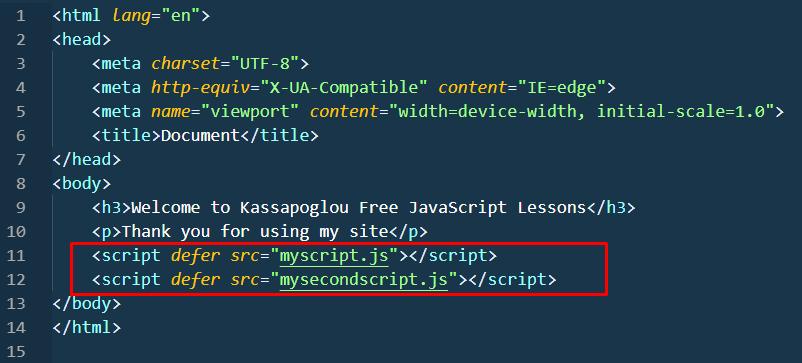 1 <html lang="en">
2 <head>
3     <meta charset="UTF-8">
4     <meta http-equiv="X-UA-Compatible" content="IE=edge">
5     <meta name="viewport" content="width=device-width, initial-scale=1.0">
6     <title>Document</title>
7 </head>
8 <body>
9     <h3>Welcome to Kassapoglou Free JavaScript Lessons</h3>
10     <p>Thank you for using my site</p>
11     <script defer src="myscript.js"></script>
12     <script defer src="mysecondscript.js"></script>
13 </body>
14 </html>
15